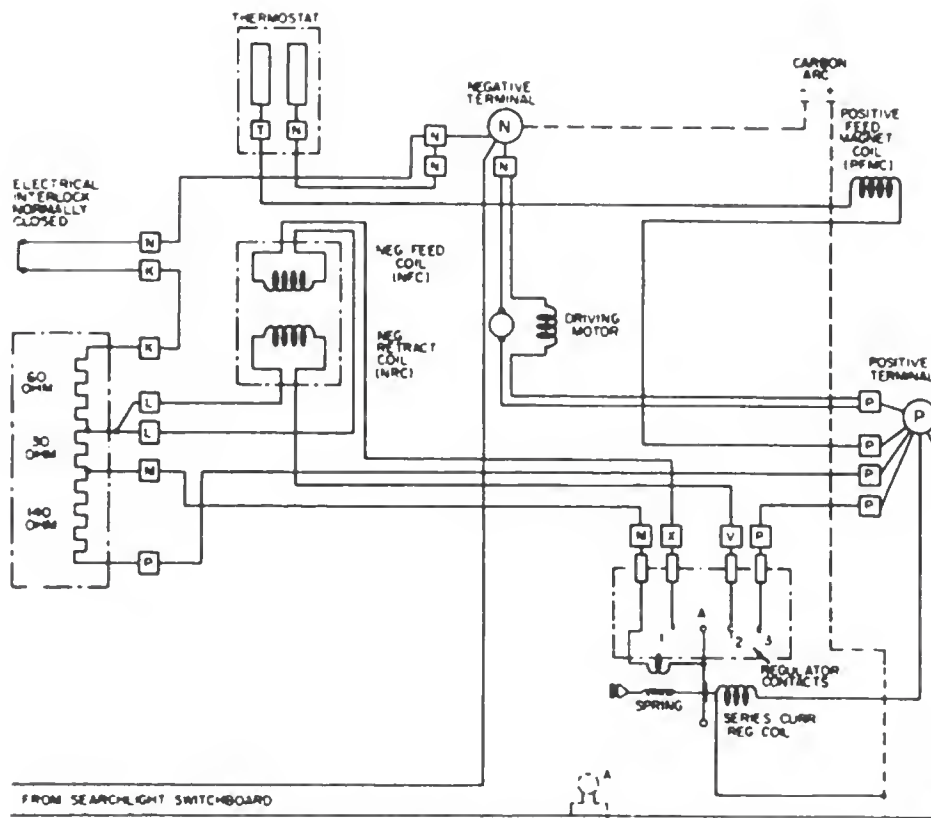 THERMOSTAT
T
N
NEGATIVE
TERMINAL
N
N
N
N
CARBON
ARC
- +
POSITIVE
FEED
MAGNET
COIL
(PFMC)
ELECTRICAL
INTERLOCK
NORMALLY
CLOSED
N
K
K
L
L
M
P
60
OHM
30
OHM
140
OHM
NEG FEED
COIL
(NFC)
NEG
RETRACT
COIL
(NRC)
DRIVING
MOTOR
POSITIVE
TERMINAL
P
P
P
P
P
M
X
V
P
1
A
2
3
REGULATOR
CONTACTS
SPRING
SERIES CURR
REG COIL
A
FROM SEARCHLIGHT SWITCHBOARD